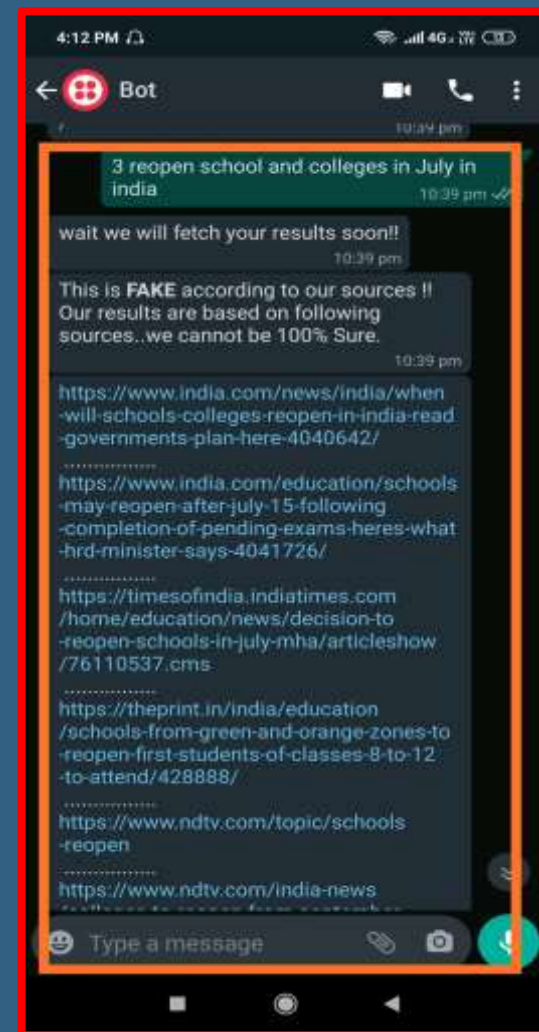 4:12 PM
4G
Bot
10:39 pm
3 reopen school and colleges in July in
india
10:39 pm
wait we will fetch your results soon!!
10:39 pm
This is FAKE according to our sources !!
Our results are based on following
sources..we cannot be 100% Sure.
10:39 pm
https://www.india.com/news/india/when
-will-schools-colleges-reopen-in-india-read
-governments-plan-here-4040642/
................
https://www.india.com/education/schools
-may-reopen-after-july-15-following
-completion-of-pending-exams-heres-what
-hrd-minister-says-4041726/
................
https://timesofindia.indiatimes.com
/home/education/news/decision-to
-reopen-schools-in-july-mha/articleshow
/76110537.cms
................
https://theprint.in/india/education
/schools-from-green-and-orange-zones-to
-reopen-first-students-of-classes-8-to-12
-to-attend/428888/
................
https://www.ndtv.com/topic/schools
-reopen
................
https://www.ndtv.com/india-news
Type a message